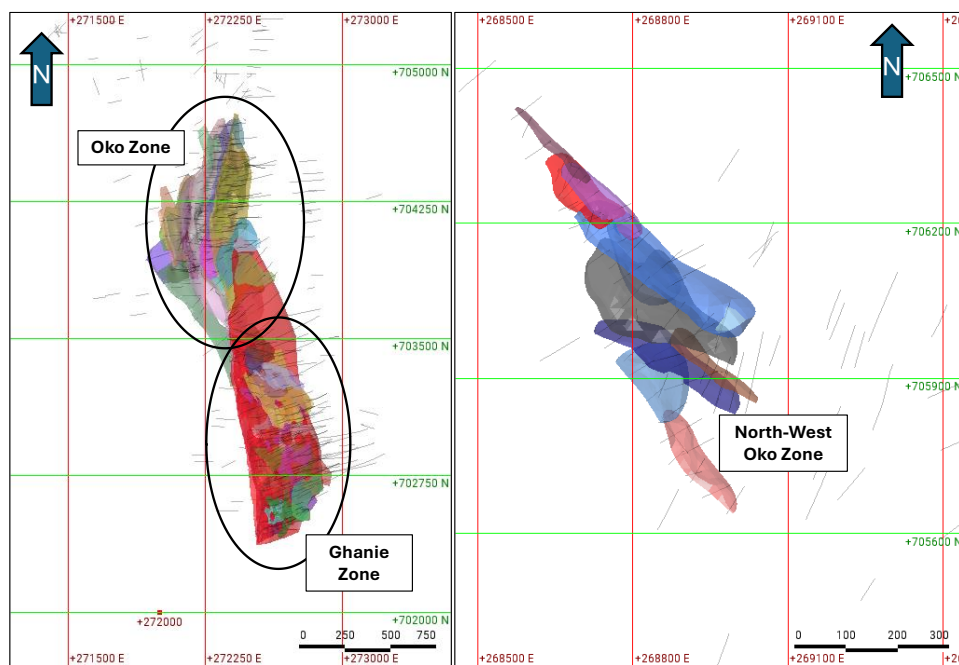 +271500 E
+272250 E
+273000 E
N
+705000 N
Oko Zone
+704250 N
+703500 N
+702750 N
Ghanie
Zone
+702000 N
+272000
0 250 500 750
+271500 E
+272250 E
+273000 E
+268500 E
+268800 E
+269100 E
N
+706500 N
+706200 N
+705900 N
North-West
Oko Zone
+705600 N
0 100 200 300
+268500 E
+268800 E
+269100 E